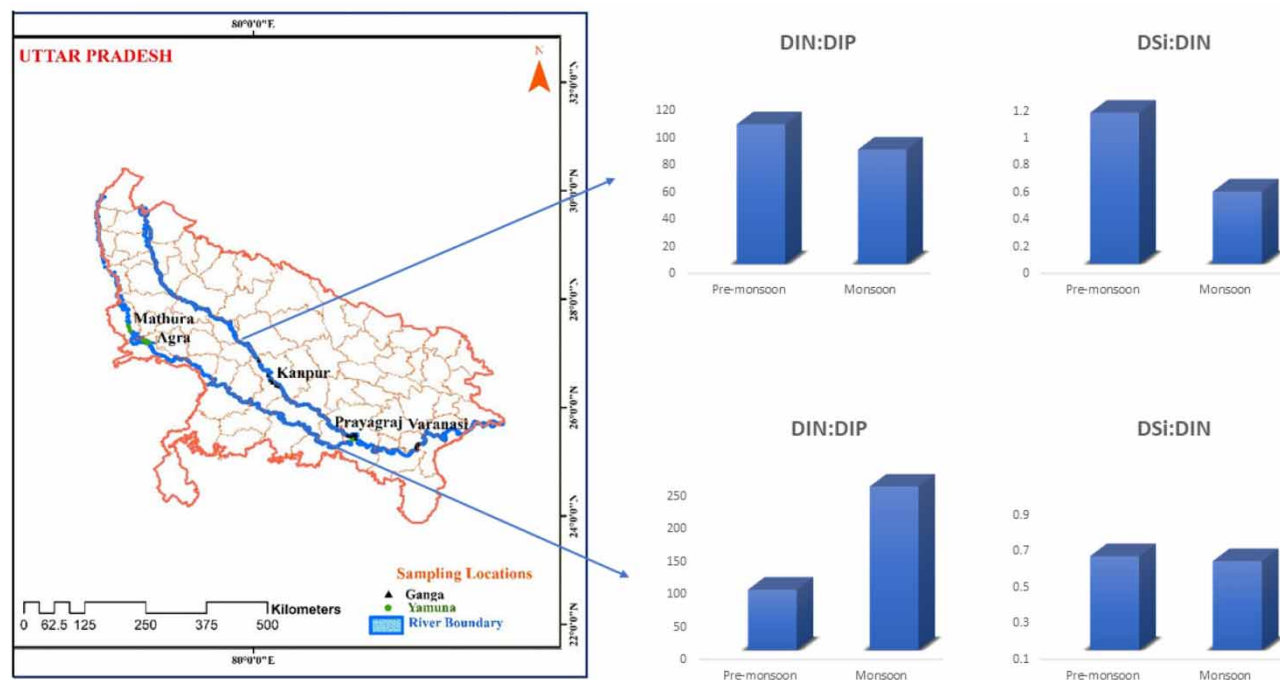 80°0'0"E
UTTAR PRADESH
N
32°0'0"N
30°0'0"N
28°0'0"N
26°0'0"N
24°0'0"N
22°0'0"N
Mathura
Agra
Kanpur
Prayagraj Varanasi
Sampling Locations
Ganga
Yamuna
River Boundary
Kilometers
0 62.5 125 250 375 500
80°0'0"E
DIN:DIP
120
100
80
60
40
20
0
Pre-monsoon Monsoon
DSi:DIN
1.2
1
0.8
0.6
0.4
0.2
0
Pre-monsoon Monsoon
DIN:DIP
250
200
150
100
50
0
Pre-monsoon Monsoon
DSi:DIN
0.9
0.7
0.5
0.3
0.1
Pre-monsoon Monsoon